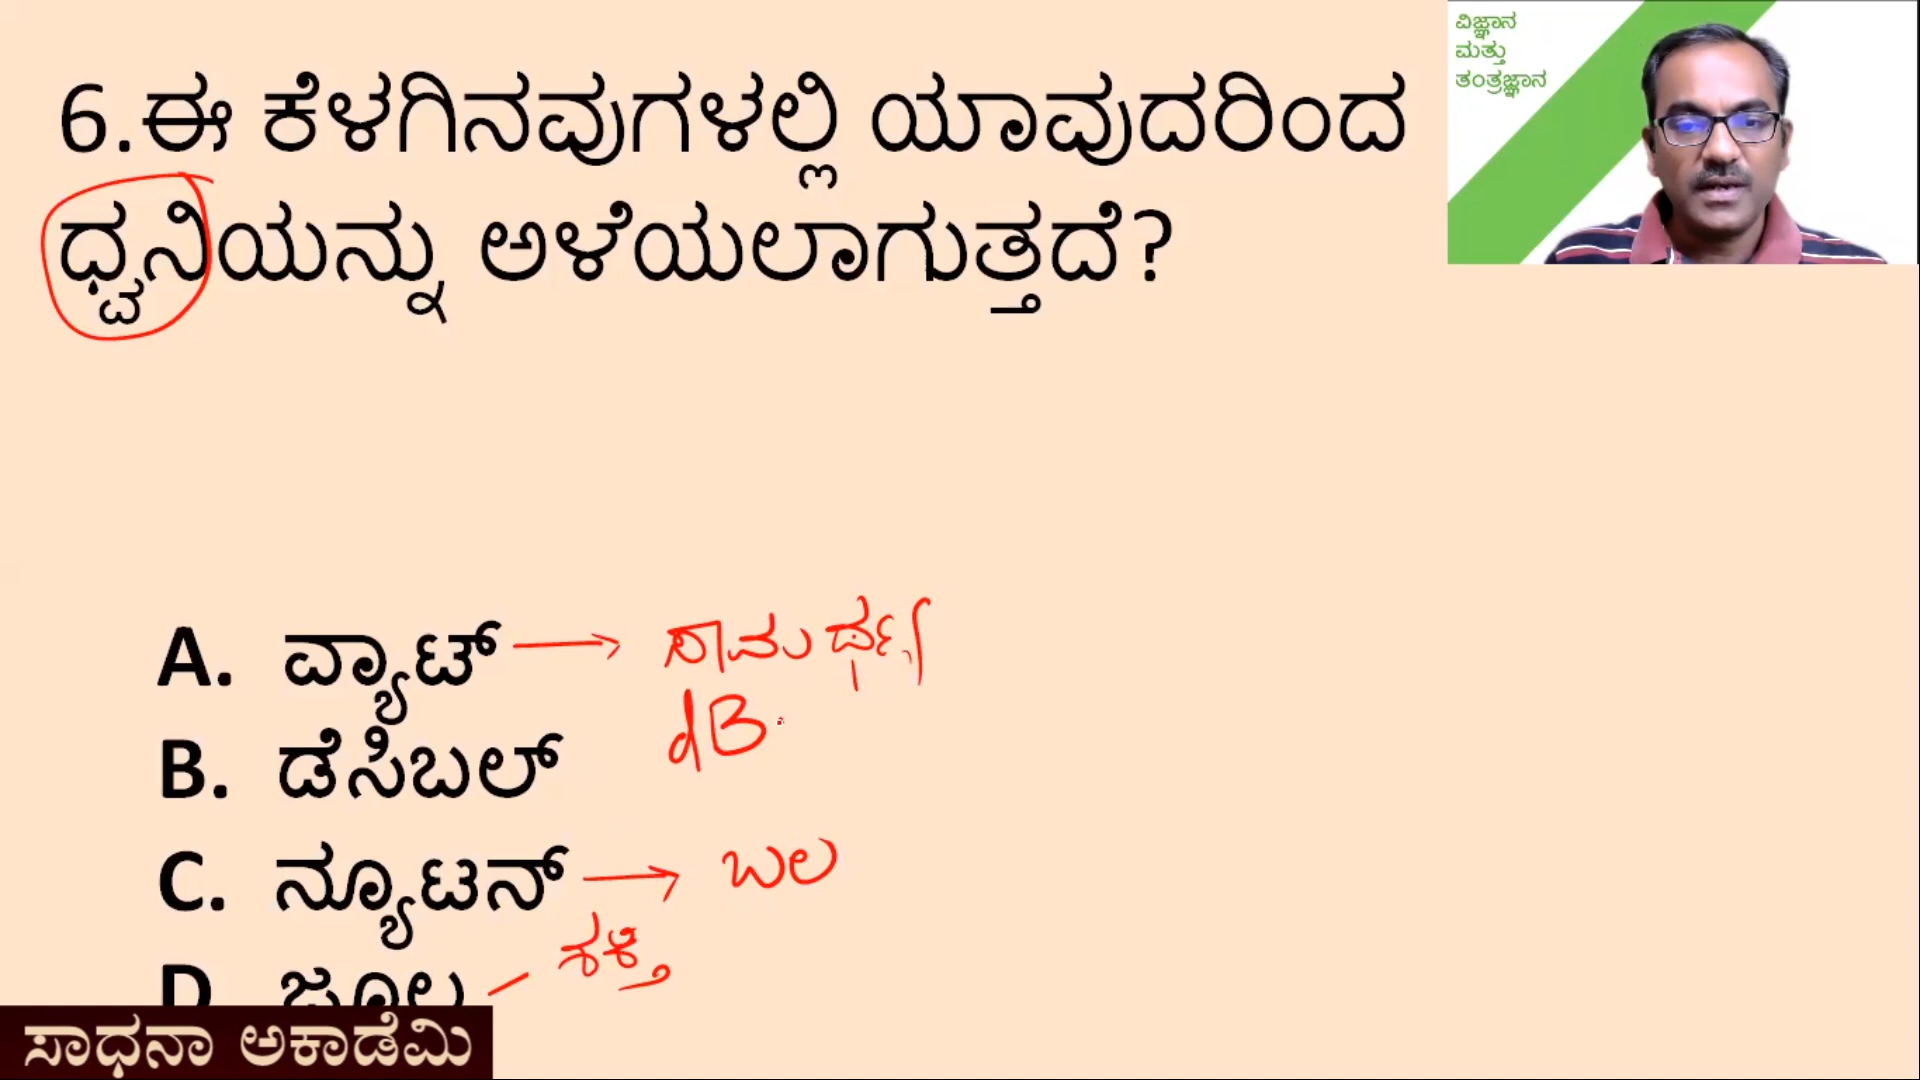 ವಿಜ್ಞಾನ
ಮತ್ತು
ತಂತ್ರಜ್ಞಾನ
6.ಈ ಕೆಳಗಿನವುಗಳಲ್ಲಿ ಯಾವುದರಿಂದ
ಧ್ವನಿಯನ್ನು ಅಳೆಯಲಾಗುತ್ತದೆ?
A. ವ್ಯಾಟ್ → ಸಾಮರ್ಥ್ಯ
dB
B. ಡೆಸಿಬಲ್
C. ನ್ಯೂಟನ್ → ಬಲ
D ಜೂಲ – ಶಕ್ತಿ
ಸಾಧನಾ ಅಕಾಡೆಮಿ